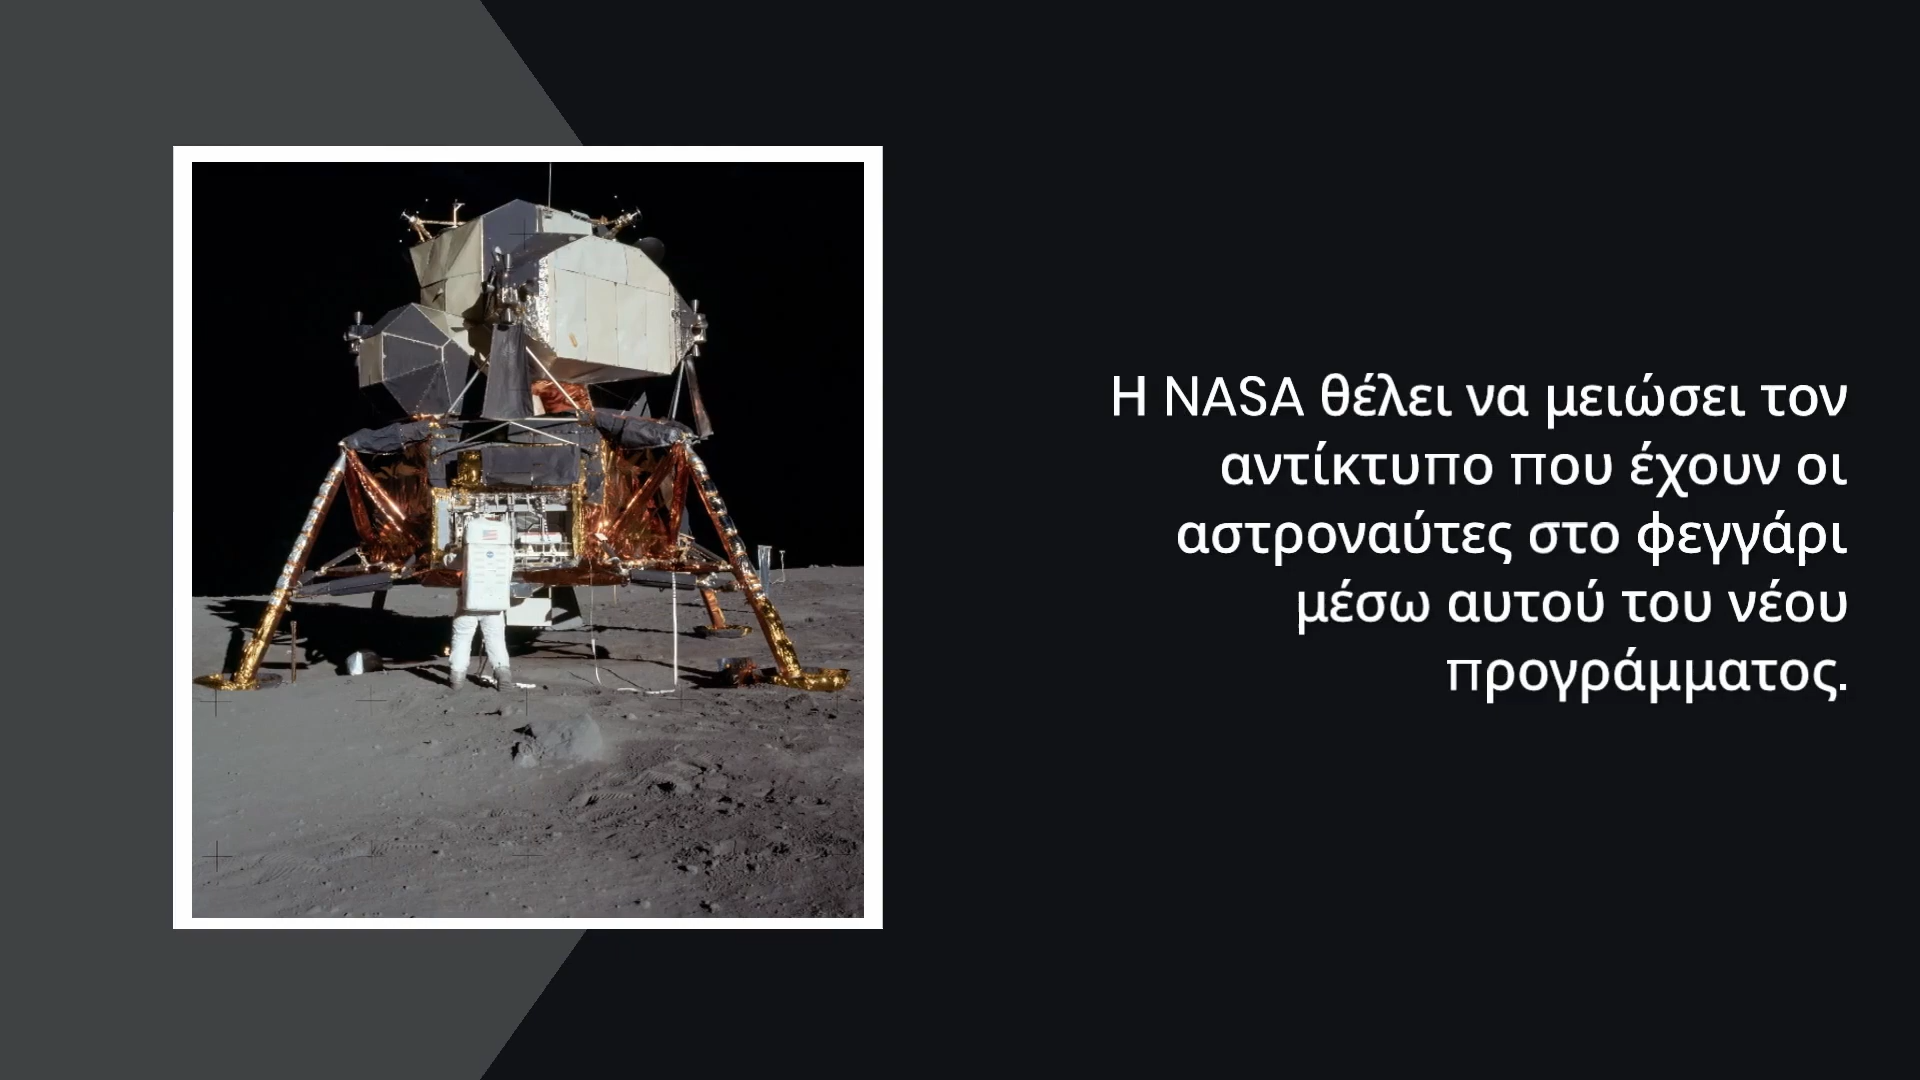 Η NASA θέλει να μειώσει τον
αντίκτυπο που έχουν οι
αστροναύτες στο φεγγάρι
μέσω αυτού του νέου
προγράμματος.